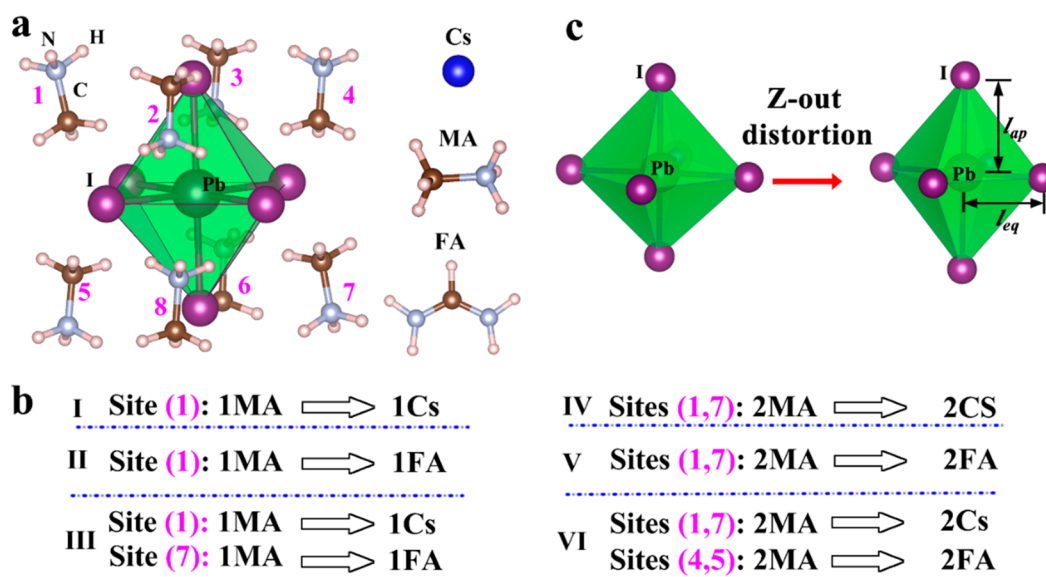 a
N
H
C
1
2
3
4
I
Pb
5
8
6
7
Cs
MA
FA
c
I
Pb
Z-out
distortion
I
Pb
lap
leq
b
I Site (1): 1MA 1Cs
II Site (1): 1MA 1FA
III
Site (1): 1MA 1Cs
Site (7): 1MA 1FA
IV Sites (1,7): 2MA 2CS
V Sites (1,7): 2MA 2FA
VI
Sites (1,7): 2MA 2Cs
Sites (4,5): 2MA 2FA